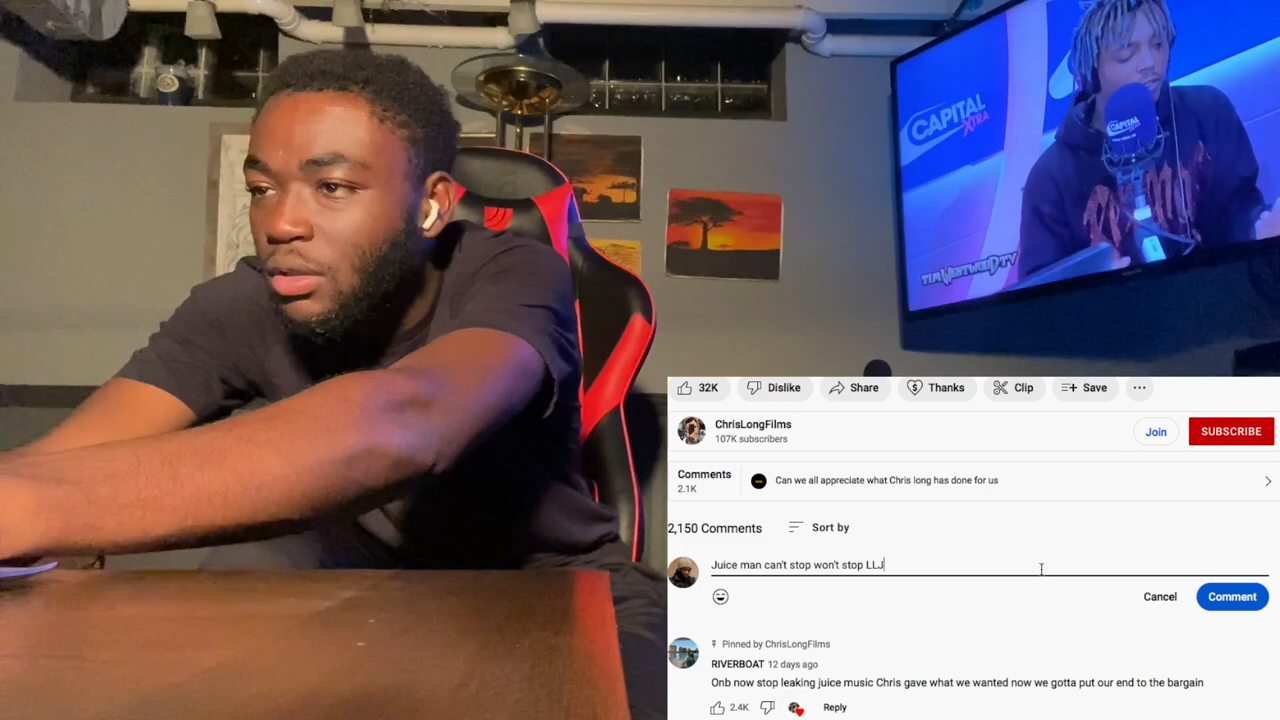 CAPITAL
XTRA
TIMWESTWOODTV
32K Dislike Share Thanks Clip Save
ChrisLongFilms
107K subscribers
Join SUBSCRIBE
Comments
2.1K
Can we all appreciate what Chris long has done for us
2,150 Comments Sort by
Juice man can't stop won't stop LLJ
Cancel Comment
Pinned by ChrisLongFilms
RIVERBOAT 12 days ago
Onb now stop leaking juice music Chris gave what we wanted now we gotta put our end to the bargain
2.4K Reply